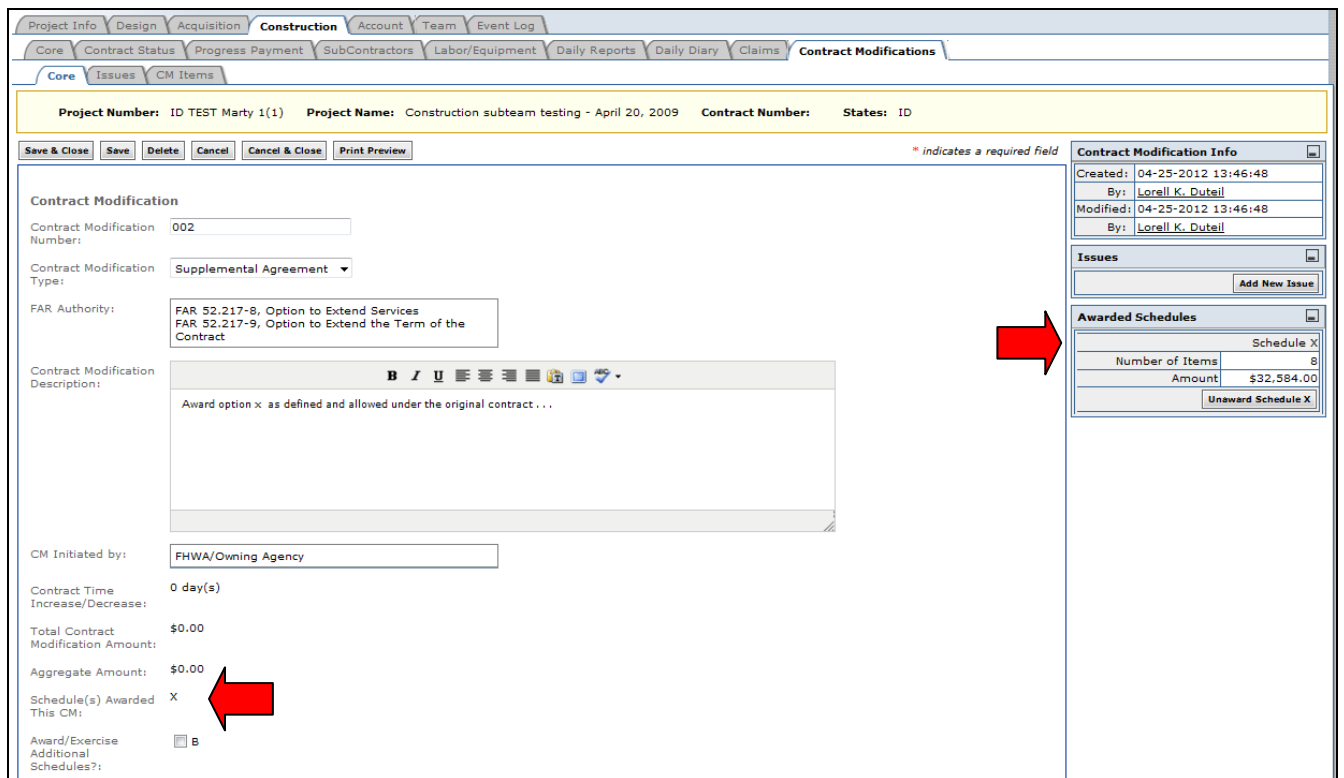 Project Info Design Acquisition Construction Account Team Event Log
Core Contract Status Progress Payment SubContractors Labor/Equipment Daily Reports Daily Diary Claims Contract Modifications
Core Issues CM Items
Project Number: ID TEST Marty 1(1) Project Name: Construction subteam testing - April 20, 2009 Contract Number: States: ID
Save & Close Save Delete Cancel Cancel & Close Print Preview * indicates a required field
Contract Modification
Contract Modification Number: 002
Contract Modification Type: Supplemental Agreement
FAR Authority: FAR 52.217-8, Option to Extend Services
FAR 52.217-9, Option to Extend the Term of the
Contract
Contract Modification
Description:
B I U ABC
Award option x as defined and allowed under the original contract . . .
CM Initiated by: FHWA/Owning Agency
Contract Time 0 day(s)
Increase/Decrease:
Total Contract $0.00
Modification Amount:
Aggregate Amount: $0.00
Schedule(s) Awarded X
This CM:
Award/Exercise B
Additional
Schedules?:
Contract Modification Info
Created: 04-25-2012 13:46:48
By: Lorell K. Duteil
Modified: 04-25-2012 13:46:48
By: Lorell K. Duteil
Issues
Add New Issue
Awarded Schedules
Schedule X
Number of Items 8
Amount $32,584.00
Unaward Schedule X